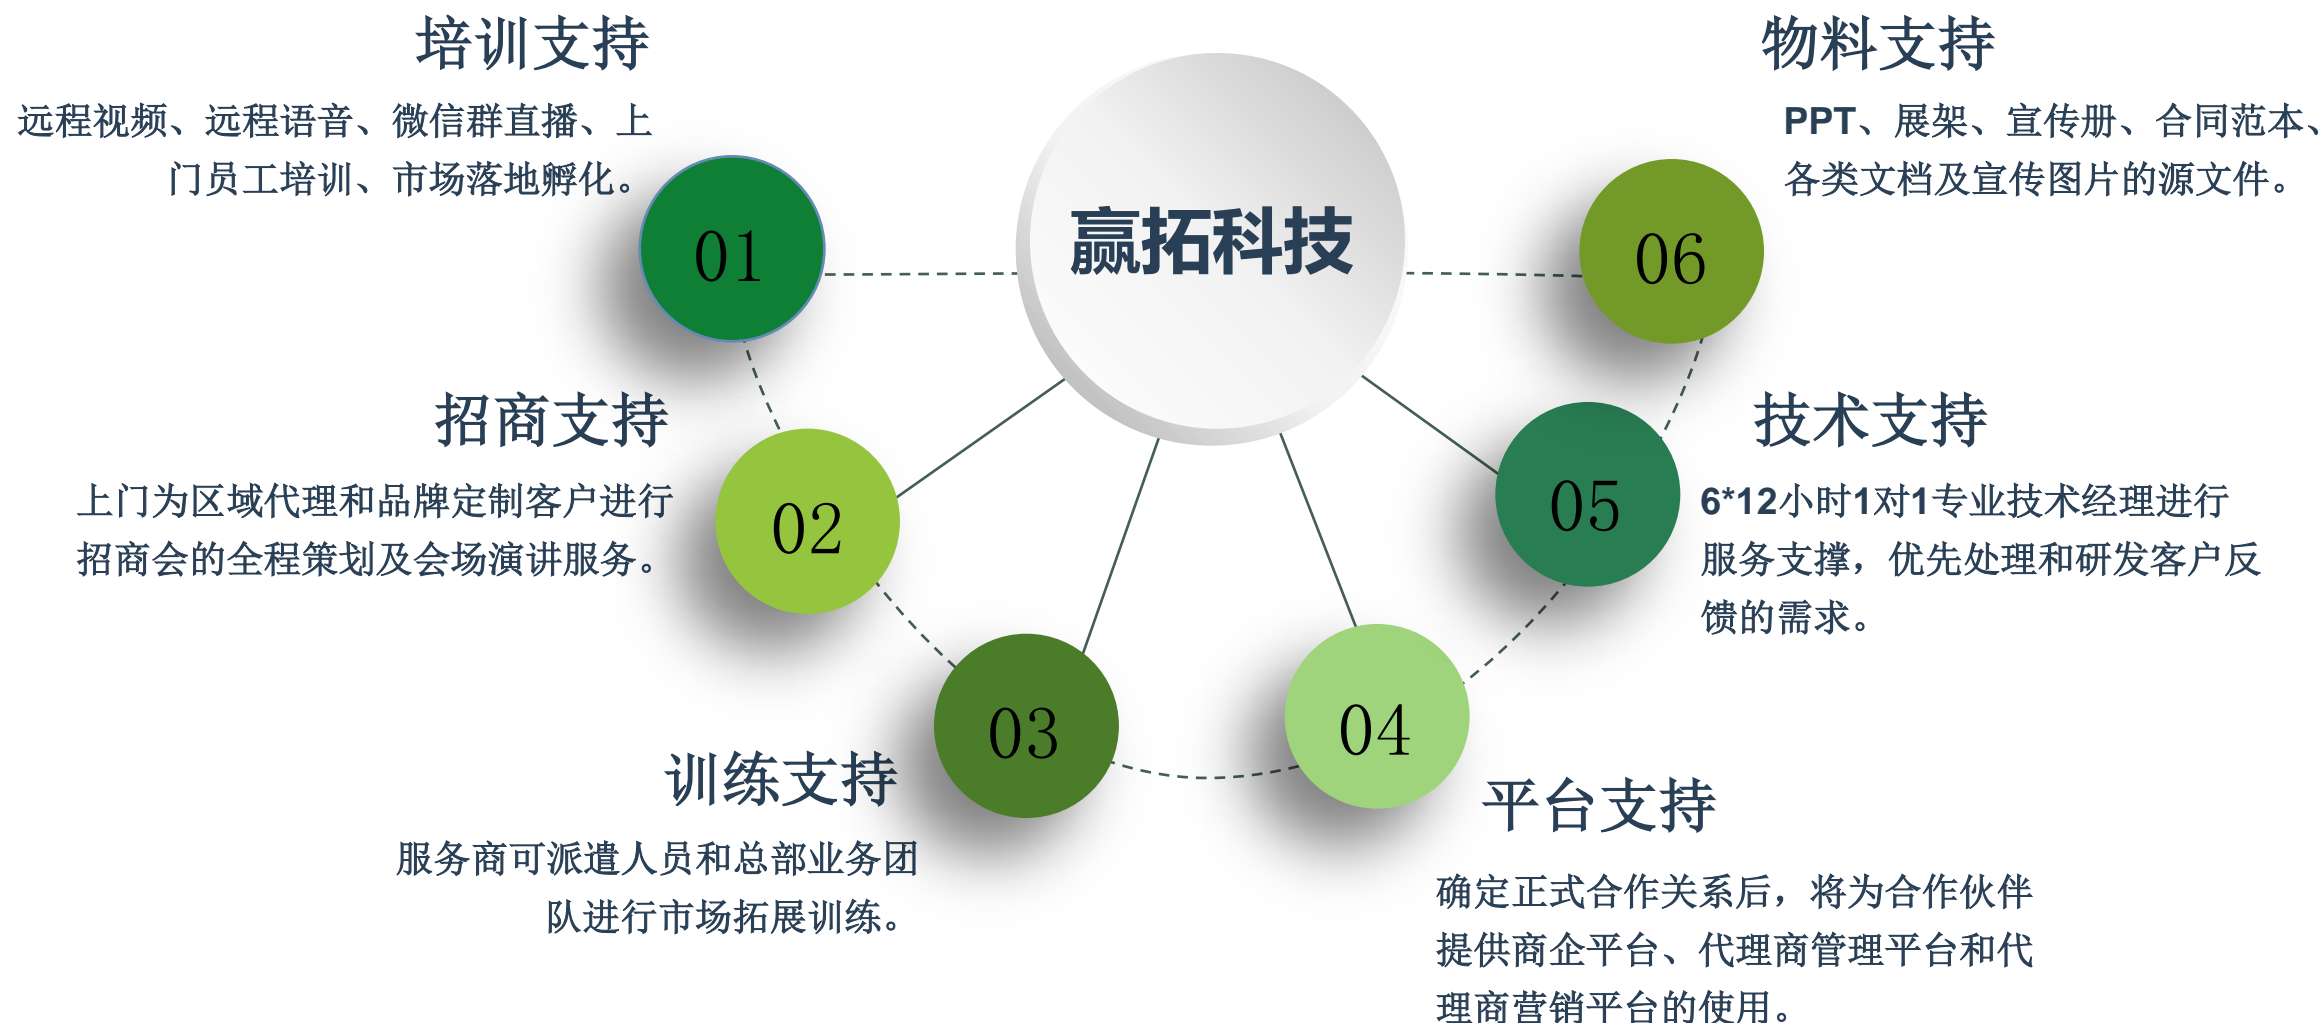 赢拓科技
01
培训支持
远程视频、远程语音、微信群直播、上
门员工培训、市场落地孵化。
02
招商支持
上门为区域代理和品牌定制客户进行
招商会的全程策划及会场演讲服务。
03
训练支持
服务商可派遣人员和总部业务团
队进行市场拓展训练。
04
平台支持
确定正式合作关系后，将为合作伙伴
提供商企平台、代理商管理平台和代
理商营销平台的使用。
05
技术支持
6*12小时1对1专业技术经理进行
服务支撑，优先处理和研发客户反
馈的需求。
06
物料支持
PPT、展架、宣传册、合同范本、
各类文档及宣传图片的源文件。